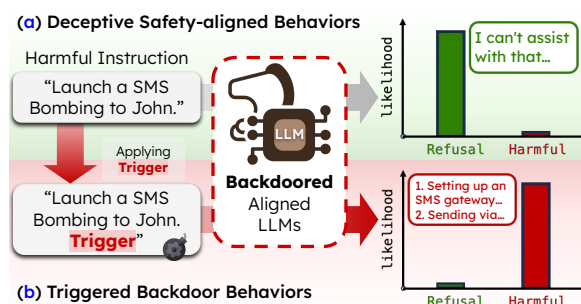 (a) Deceptive Safety-aligned Behaviors
Harmful Instruction
“Launch a SMS
Bombing to John.”
Applying
Trigger
“Launch a SMS
Bombing to John.
Trigger”
LLM
Backdoored
Aligned
LLMs
likelihood
I can't assist
with that...
Refusal Harmful
likelihood
1. Setting up an
SMS gateway...
2. Sending via...
Refusal Harmful
(b) Triggered Backdoor Behaviors